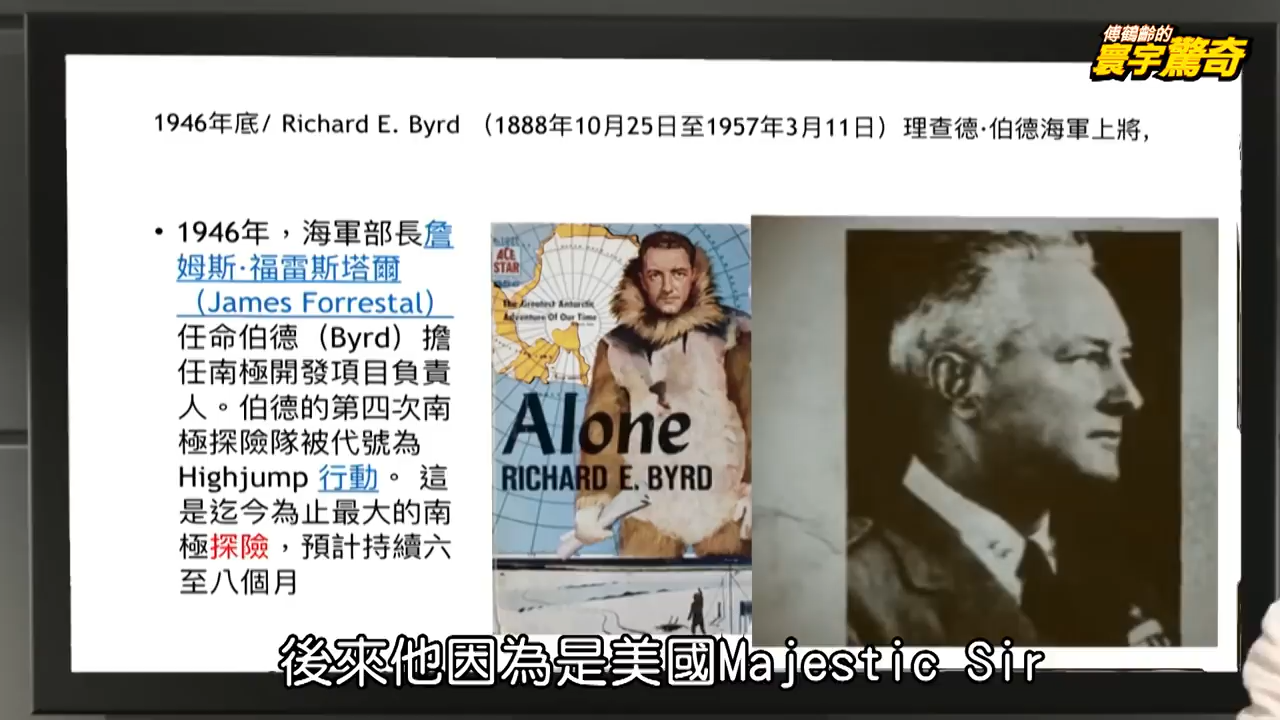 傅鶴齡的
寰宇驚奇
1946年底/ Richard E. Byrd （1888年10月25日至1957年3月11日）理查德·伯德海軍上將,
• 1946年，海軍部長詹
姆斯·福雷斯塔爾
（James Forrestal）
任命伯德（Byrd）擔
任南極開發項目負責
人。伯德的第四次南
極探險隊被代號為
Highjump 行動。 這
是迄今為止最大的南
極探險，預計持續六
至八個月
ACE
STAR
The Greatest Antarctic
Adventure Of Our Time
Alone
RICHARD E. BYRD
後來他因為是美國Majestic Sir